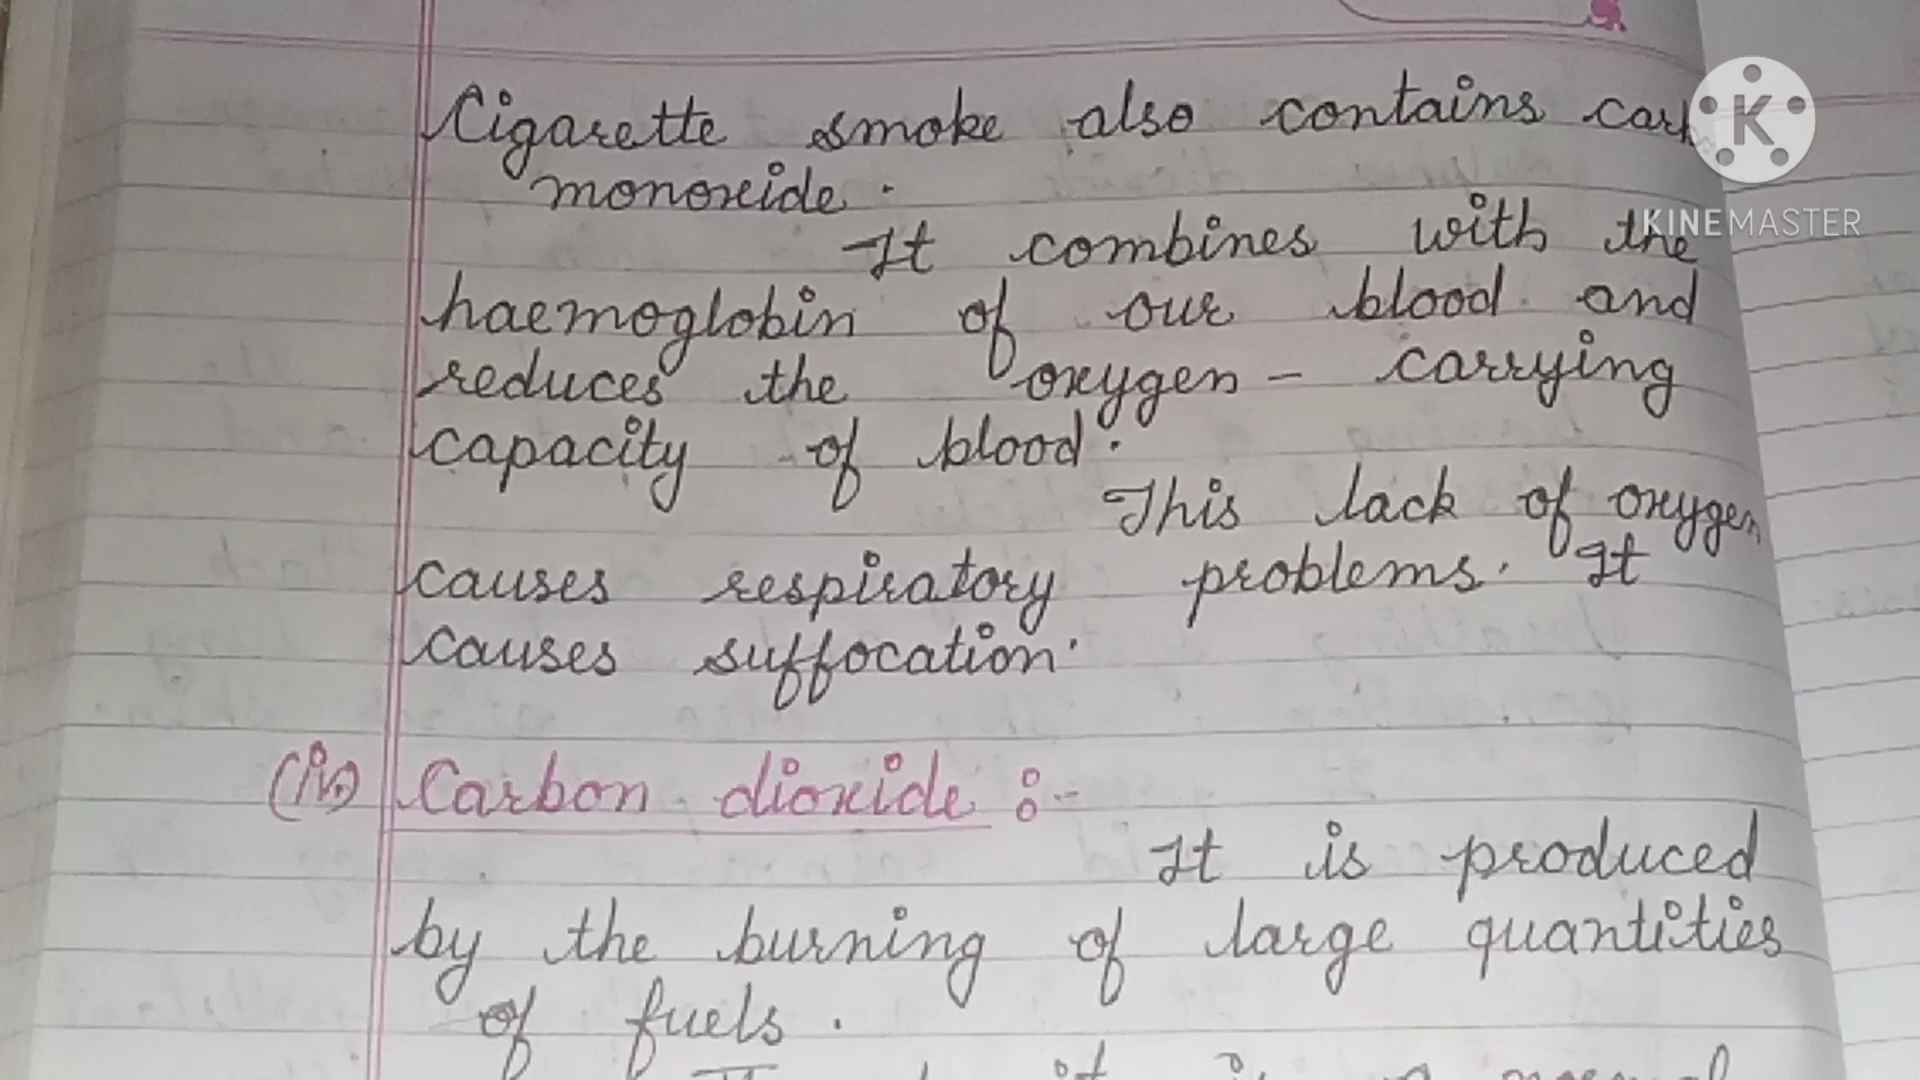 Cigarette smoke also contains
monoxide.
It combines with the
haemoglobin of our blood and
reduces the oxygen - carrying
capacity of blood.
This lack of oxygen
causes respiratory problems. It
causes suffocation.
(iv) Carbon dioxide :-
It is produced
by the burning of large quantities
of fuels.
K
KINEMASTER